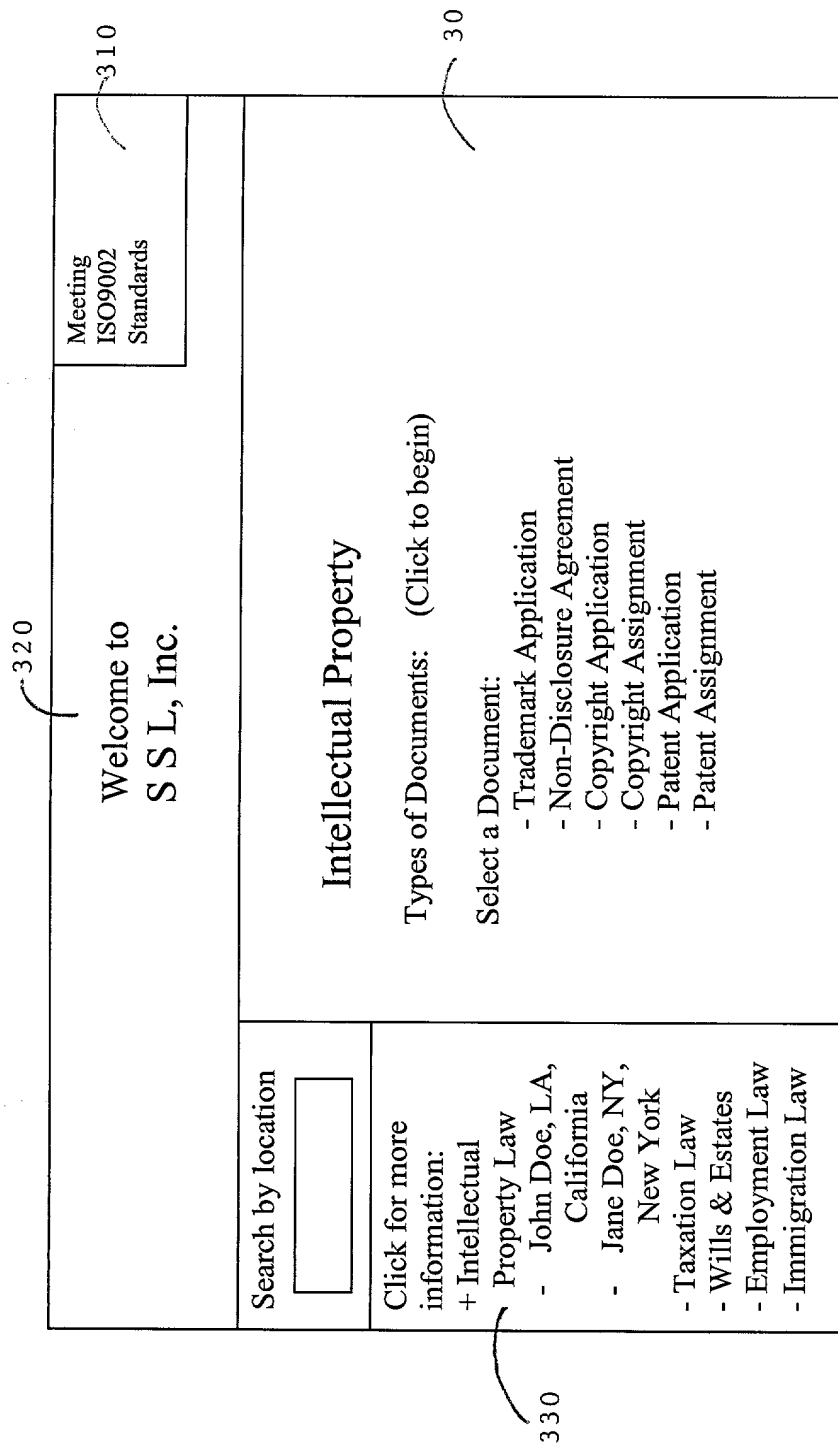 320
310
Welcome to
S S L, Inc.
Meeting
ISO9002
Standards
30
Search by location
Click for more
information:
+ Intellectual
Property Law
- John Doe, LA,
California
- Jane Doe, NY,
New York
- Taxation Law
- Wills & Estates
- Employment Law
- Immigration Law
330
Intellectual Property
Types of Documents: (Click to begin)
Select a Document:
- Trademark Application
- Non-Disclosure Agreement
- Copyright Application
- Copyright Assignment
- Patent Application
- Patent Assignment